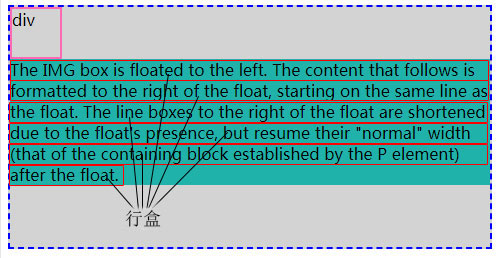 div
The IMG box is floated to the left. The content that follows is
formatted to the right of the float, starting on the same line as
the float. The line boxes to the right of the float are shortened
due to the float's presence, but resume their "normal" width
(that of the containing block established by the P element)
after the float.
行盒